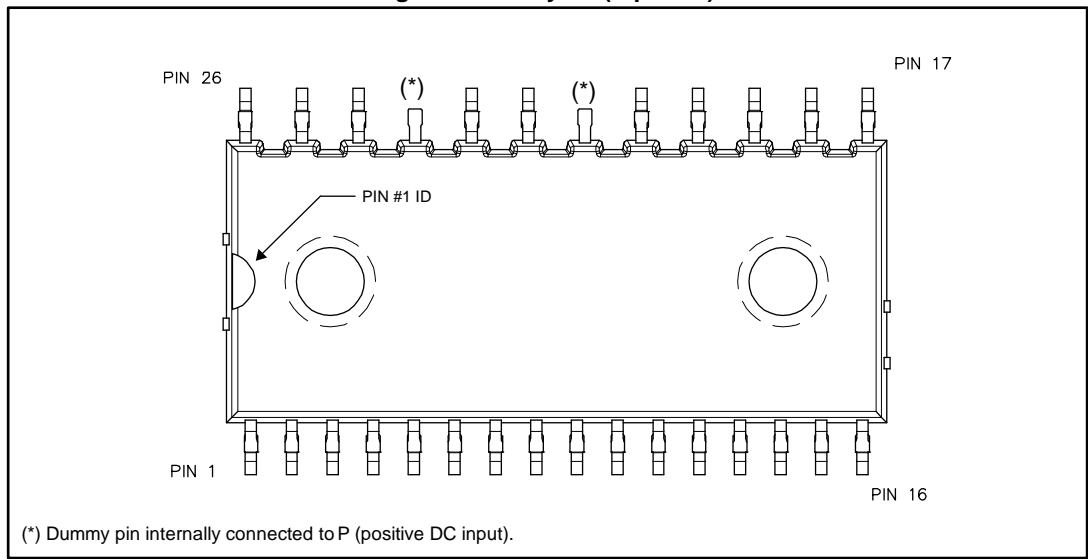 PIN 26
(*)
(*)
PIN 17
PIN #1 ID
PIN 1
PIN 16
(*) Dummy pin internally connected to P (positive DC input).